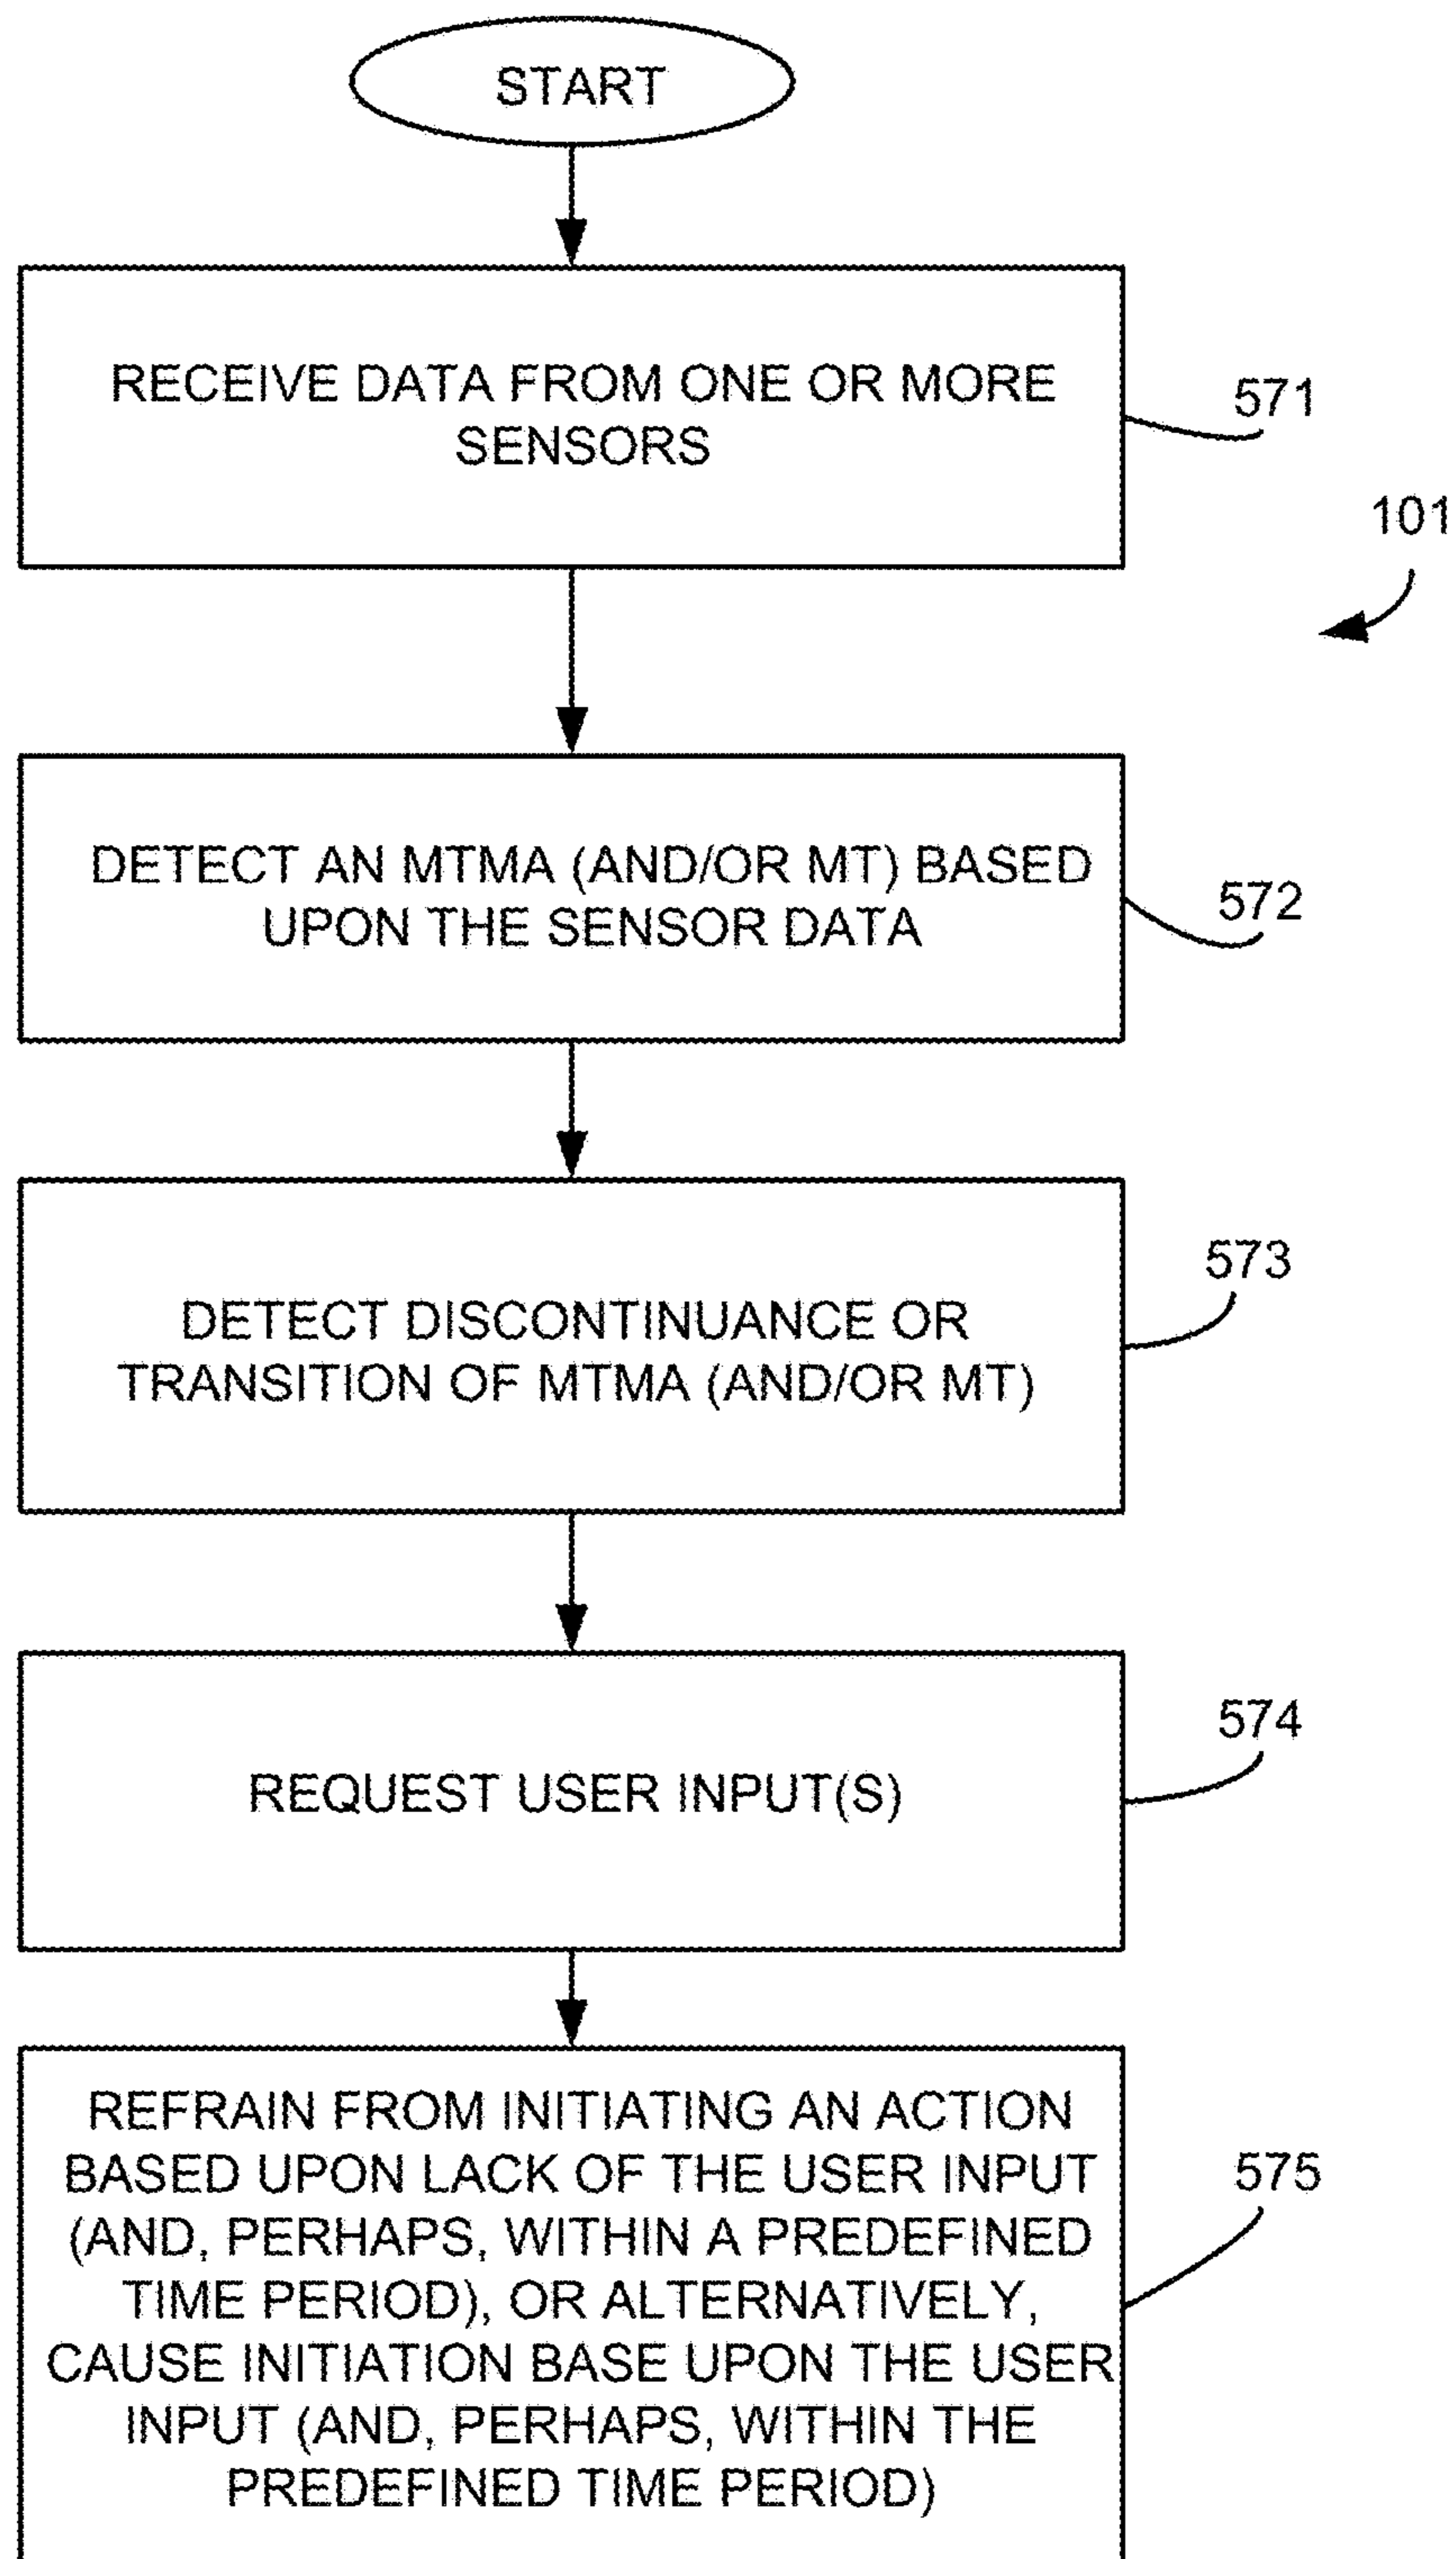 START
RECEIVE DATA FROM ONE OR MORE
SENSORS
571
101
DETECT AN MTMA (AND/OR MT) BASED
UPON THE SENSOR DATA
572
DETECT DISCONTINUANCE OR
TRANSITION OF MTMA (AND/OR MT)
573
REQUEST USER INPUT(S)
574
REFRAIN FROM INITIATING AN ACTION
BASED UPON LACK OF THE USER INPUT
(AND, PERHAPS, WITHIN A PREDEFINED
TIME PERIOD), OR ALTERNATIVELY,
CAUSE INITIATION BASE UPON THE USER
INPUT (AND, PERHAPS, WITHIN THE
PREDEFINED TIME PERIOD)
575